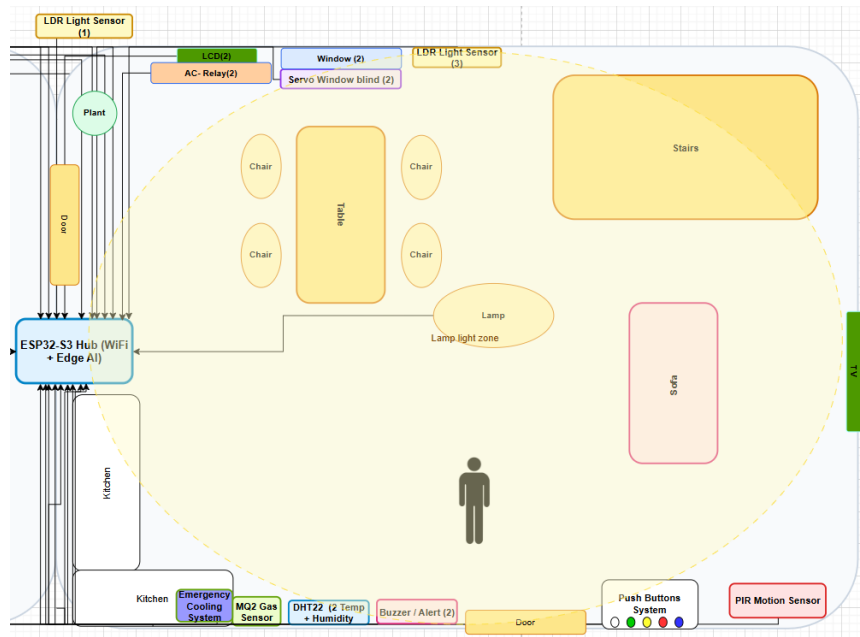 LDR Light Sensor
(1)
LCD(2)
AC- Relay(2)
Window (2)
Servo Window blind (2)
LDR Light Sensor
(3)
Plant
Stairs
Chair
Table
Chair
Door
Chair
Chair
Lamp
Lamp light zone
ESP32-S3 Hub (WiFi
+ Edge AI)
TV
Sofa
Kitchen
Kitchen
Emergency
Cooling
System
MQ2 Gas
Sensor
DHT22 (2 Temp
+ Humidity
Buzzer / Alert (2)
Door
Push Buttons
System
PIR Motion Sensor